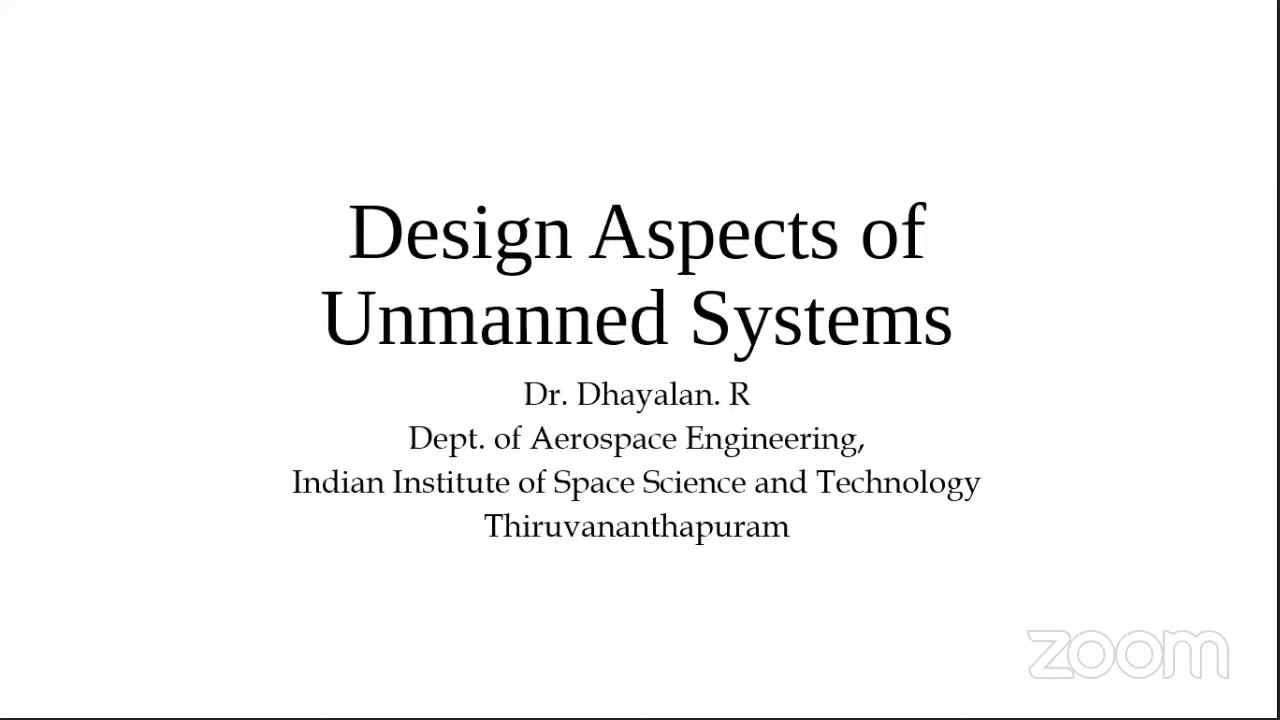 Design Aspects of
Unmanned Systems
Dr. Dhayalan. R
Dept. of Aerospace Engineering,
Indian Institute of Space Science and Technology
Thiruvananthapuram
zoom